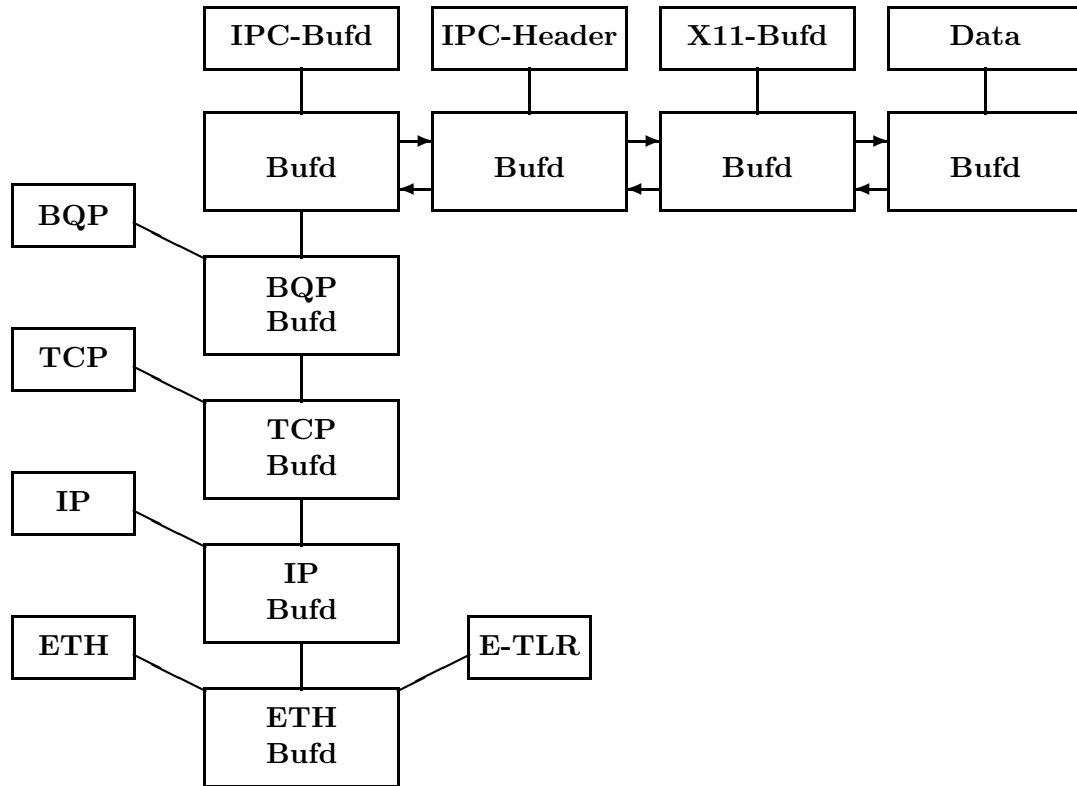 IPC-Bufd
IPC-Header
X11-Bufd
Data
Bufd
Bufd
Bufd
Bufd
BQP
BQP
Bufd
TCP
TCP
Bufd
IP
IP
Bufd
ETH
E-TLR
ETH
Bufd